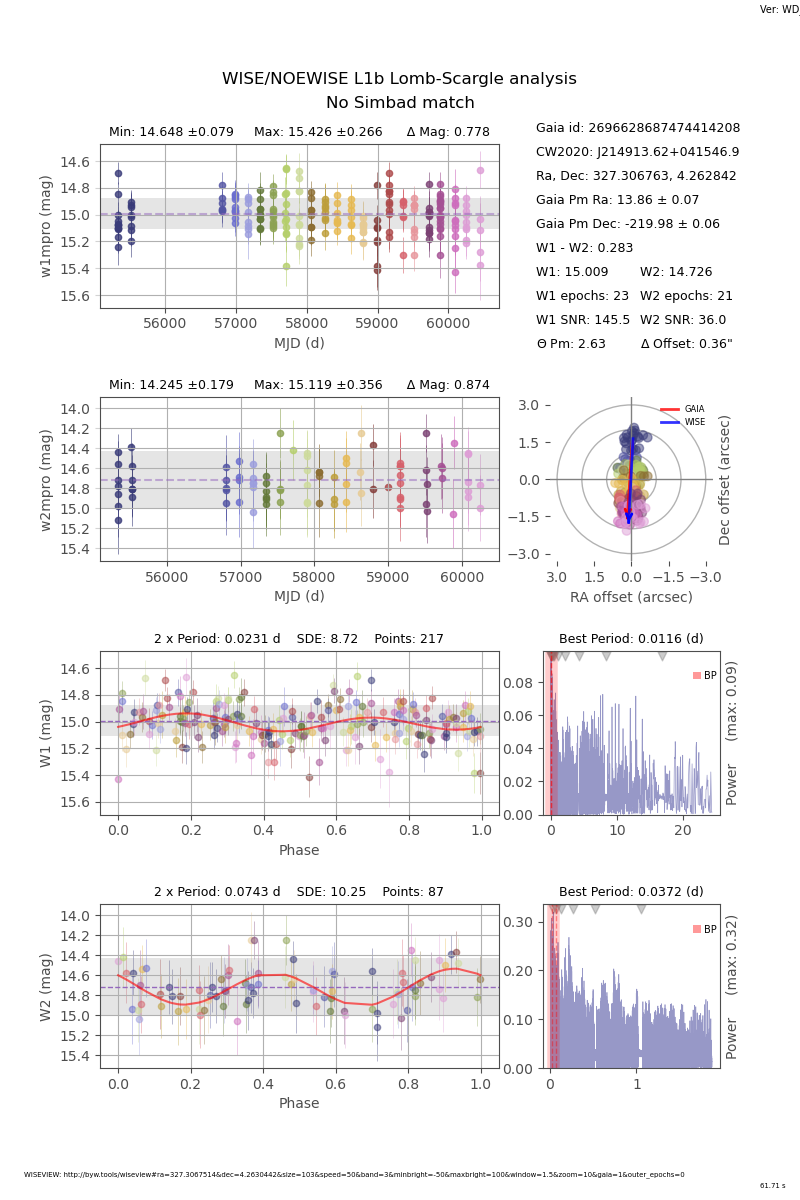 Ver: WD
WISE/NOEWISE L1b Lomb-Scargle analysis
No Simbad match
Min: 14.648 ±0.079 Max: 15.426 ±0.266 Δ Mag: 0.778
14.6
14.8
15.0
15.2
15.4
15.6
w1mpro (mag)
56000 57000 58000 59000 60000
MJD (d)
Gaia id: 2696628687474414208
CW2020: J214913.62+041546.9
Ra, Dec: 327.306763, 4.262842
Gaia Pm Ra: 13.86 ± 0.07
Gaia Pm Dec: -219.98 ± 0.06
W1 - W2: 0.283
W1: 15.009 W2: 14.726
W1 epochs: 23 W2 epochs: 21
W1 SNR: 145.5 W2 SNR: 36.0
Θ Pm: 2.63 Δ Offset: 0.36"
Min: 14.245 ±0.179 Max: 15.119 ±0.356 Δ Mag: 0.874
14.0
14.2
14.4
14.6
14.8
15.0
15.2
15.4
w2mpro (mag)
56000 57000 58000 59000 60000
MJD (d)
GAIA
WISE
3.0
1.5
0.0
−1.5
−3.0
3.0 1.5 0.0 −1.5 −3.0
RA offset (arcsec)
Dec offset (arcsec)
2 x Period: 0.0231 d SDE: 8.72 Points: 217
14.6
14.8
15.0
15.2
15.4
15.6
W1 (mag)
0.0 0.2 0.4 0.6 0.8 1.0
Phase
Best Period: 0.0116 (d)
BP
0.08
0.06
0.04
0.02
0.00
0 10 20
Power (max: 0.09)
2 x Period: 0.0743 d SDE: 10.25 Points: 87
14.0
14.2
14.4
14.6
14.8
15.0
15.2
15.4
W2 (mag)
0.0 0.2 0.4 0.6 0.8 1.0
Phase
Best Period: 0.0372 (d)
BP
0.30
0.20
0.10
0.00
0 1
Power (max: 0.32)
WISEVIEW: http://byw.tools/wiseview#ra=327.3067514&dec=4.2630442&size=103&speed=50&band=3&minbright=-50&maxbright=100&window=1.5&zoom=10&gaia=1&outer_epochs=0
61.71 s